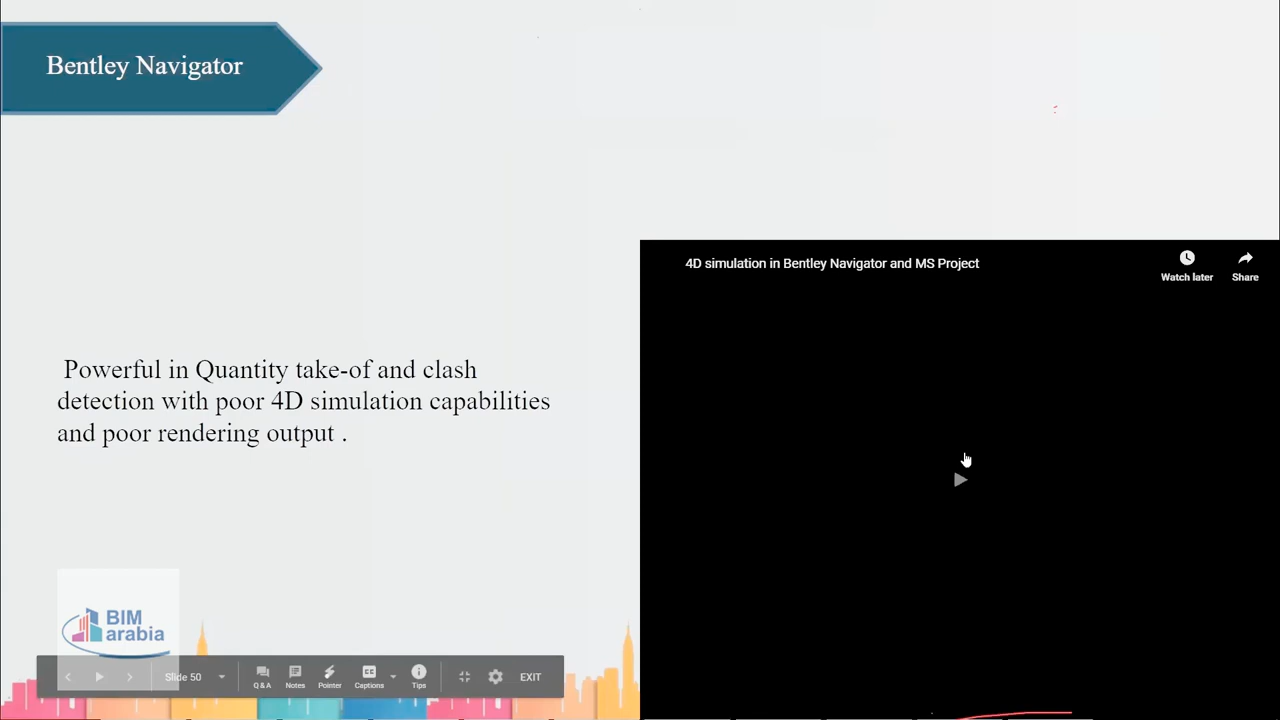 Bentley Navigator
4D simulation in Bentley Navigator and MS Project
Watch later
Share
Powerful in Quantity take-of and clash
detection with poor 4D simulation capabilities
and poor rendering output .
BIM
arabia
Slide 50
Q & A
Notes
Pointer
Captions
Tips
EXIT